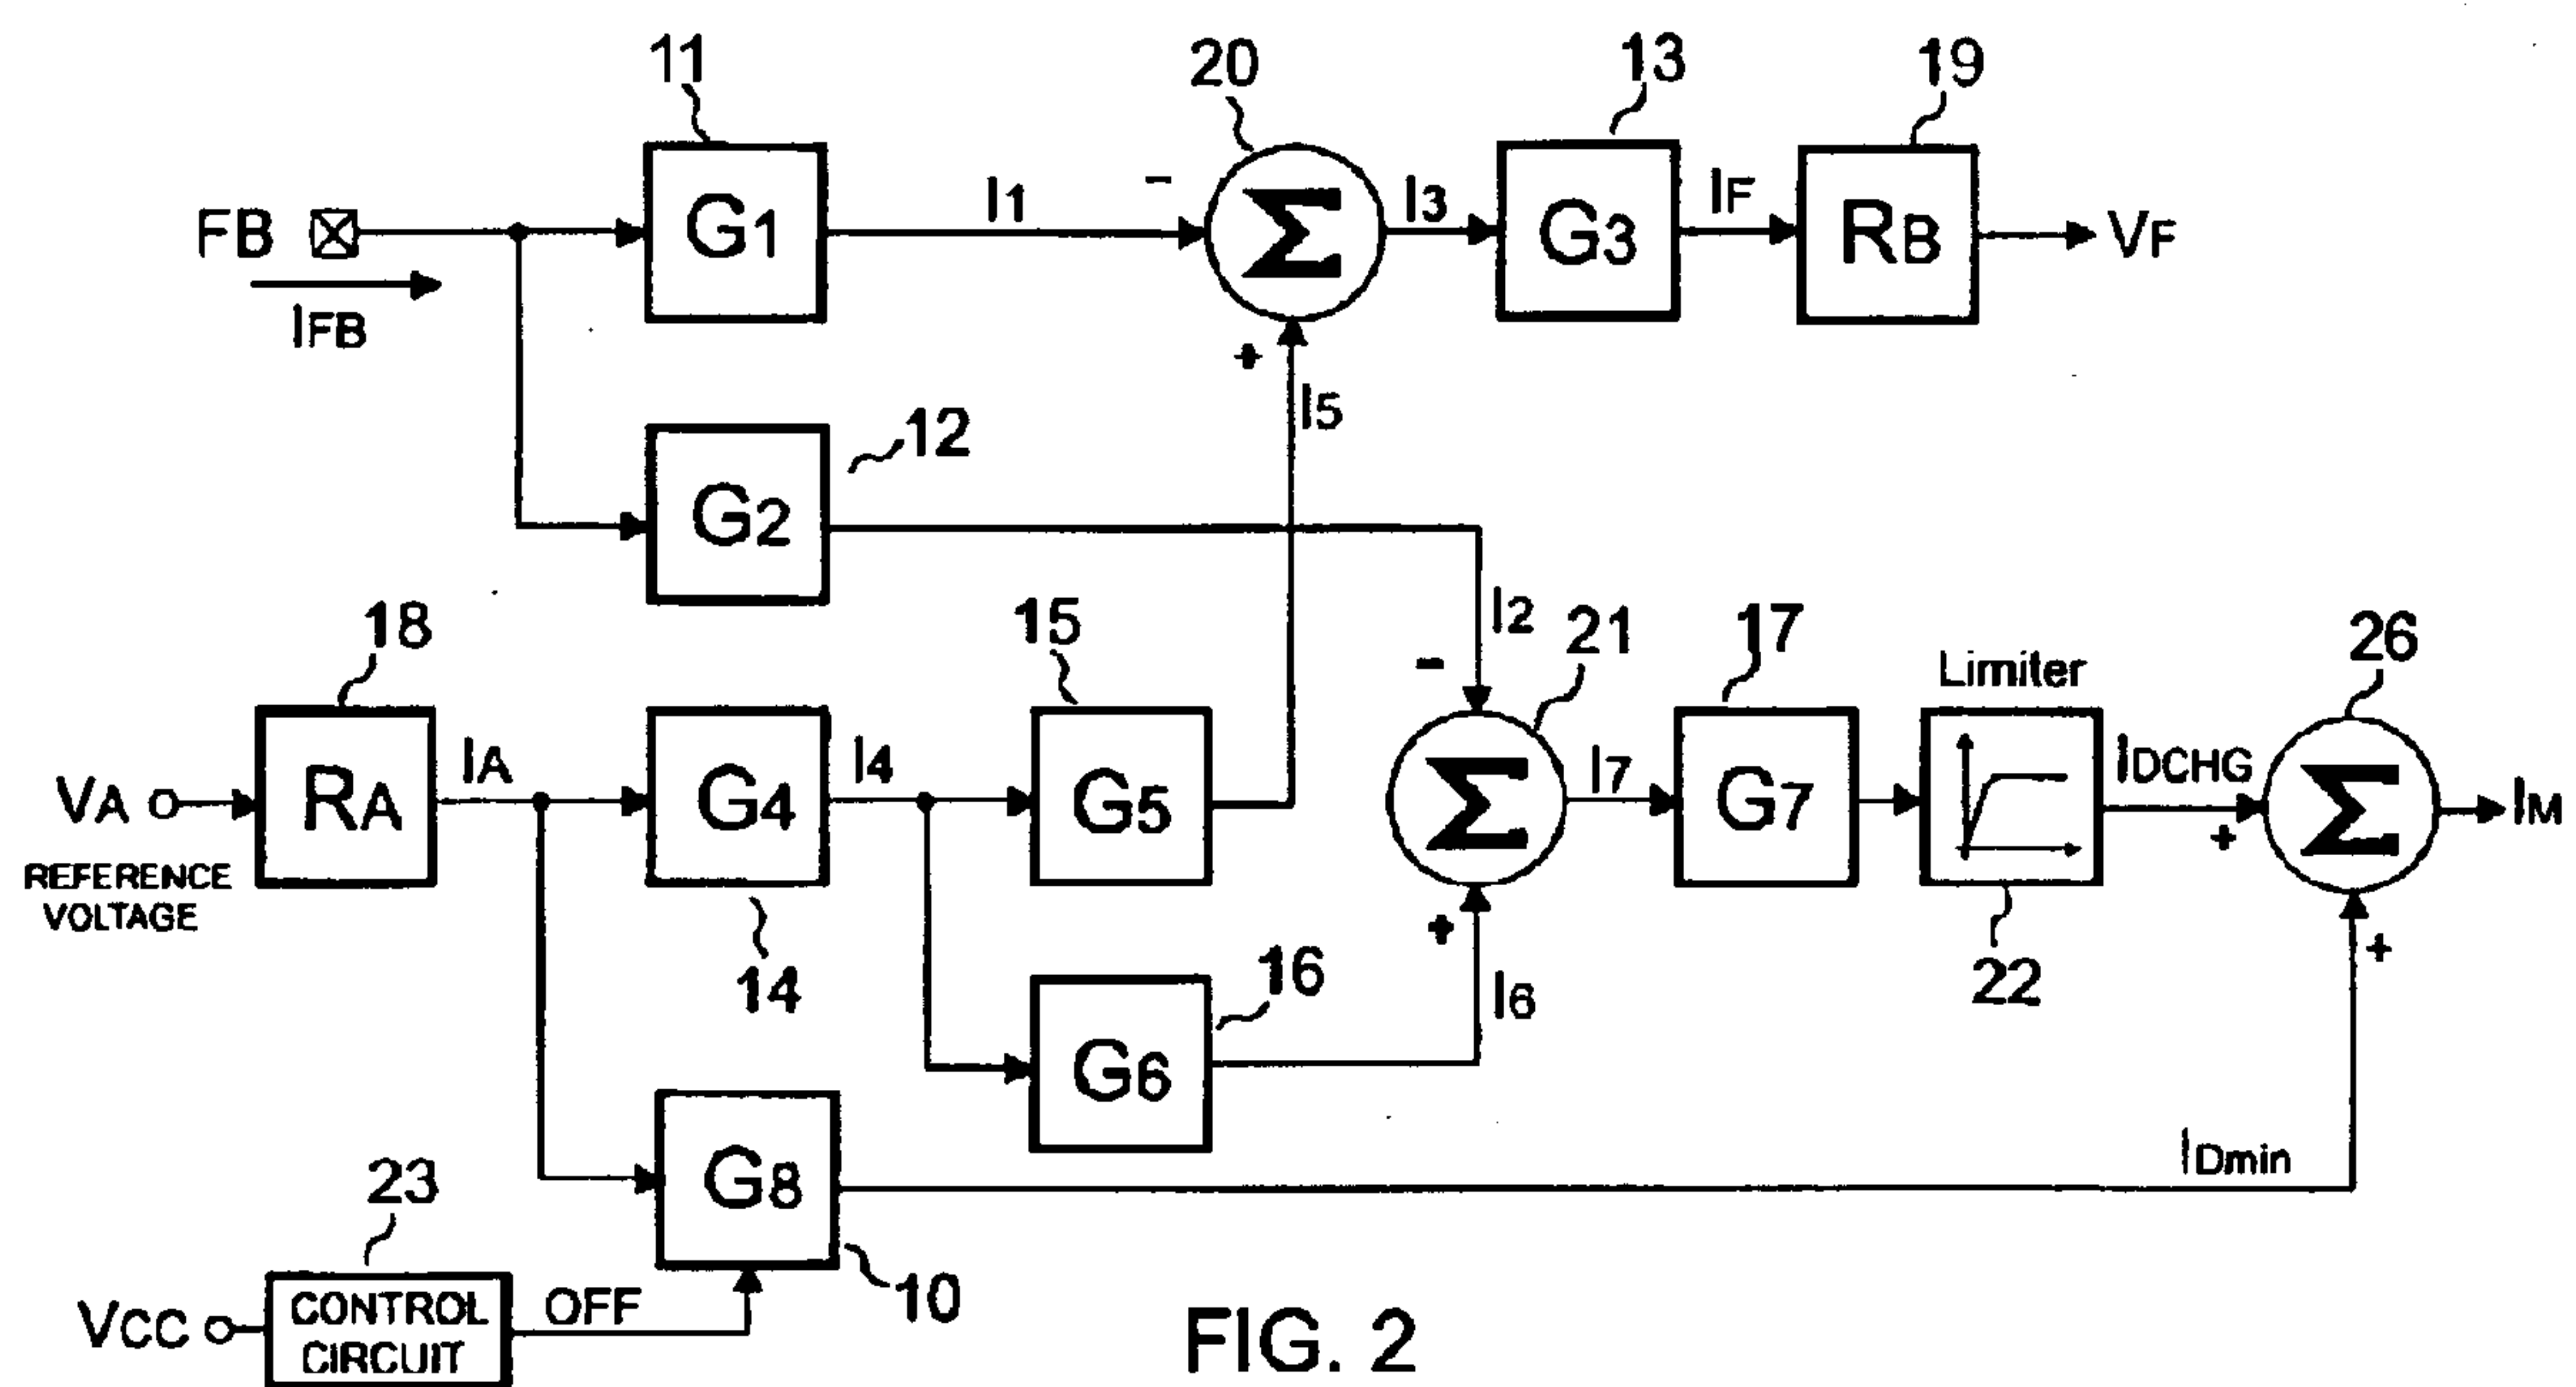 11
20
13
19
FB
G1
I1
-
Σ
I3
G3
IF
RB
VF
IFB
+
I5
12
G2
I2
18
15
21
17
Limiter
26
-
VA
RA
IA
G4
I4
G5
Σ
I7
G7
IDCHG
+
Σ
IM
REFERENCE
VOLTAGE
14
16
+
I6
22
+
G6
G8
IDmin
23
10
VCC
CONTROL
CIRCUIT
OFF
FIG. 2